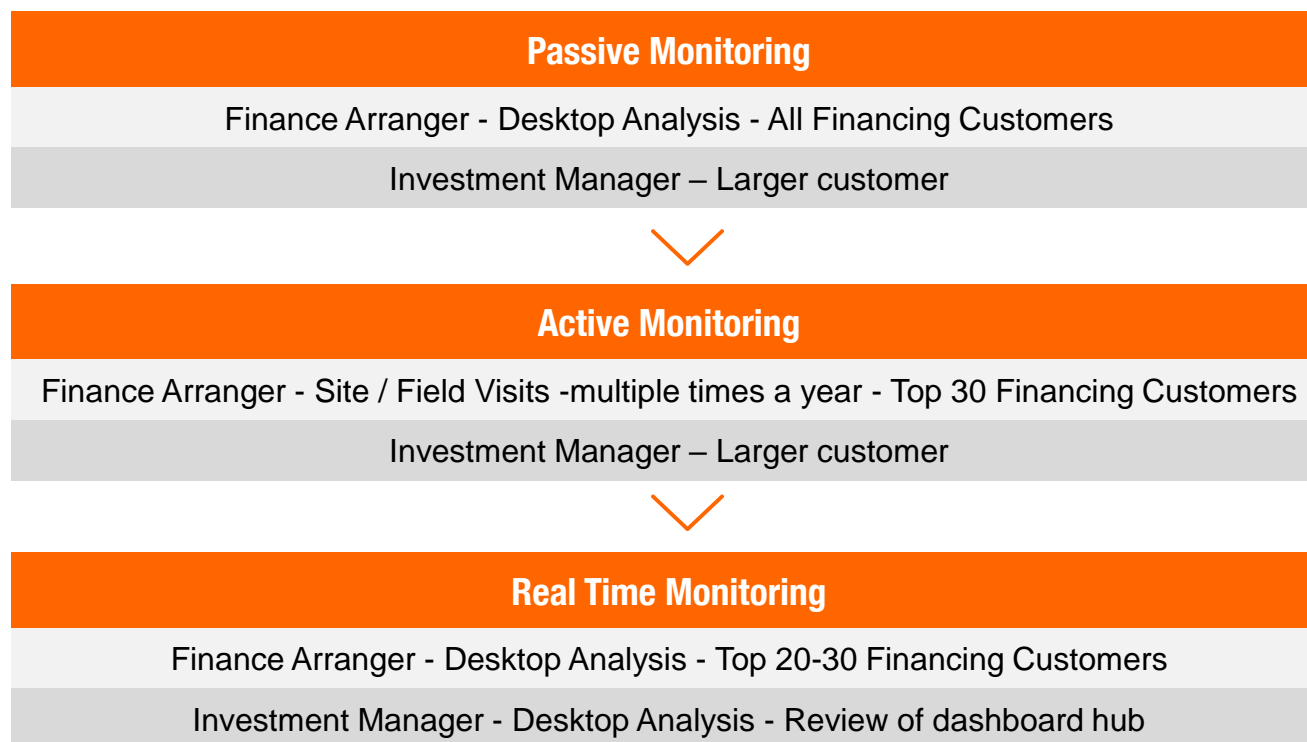 Passive Monitoring
Finance Arranger - Desktop Analysis - All Financing Customers
Investment Manager – Larger customer
Active Monitoring
Finance Arranger - Site / Field Visits -multiple times a year - Top 30 Financing Customers
Investment Manager – Larger customer
Real Time Monitoring
Finance Arranger - Desktop Analysis - Top 20-30 Financing Customers
Investment Manager - Desktop Analysis - Review of dashboard hub